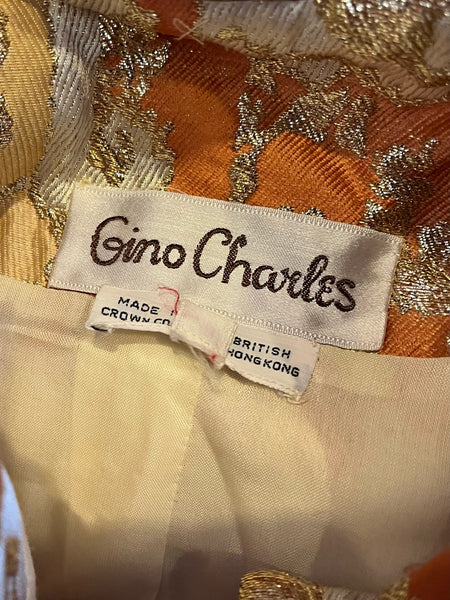 Gino Charles
MADE BRITISH
CROWN CO HONG KONG